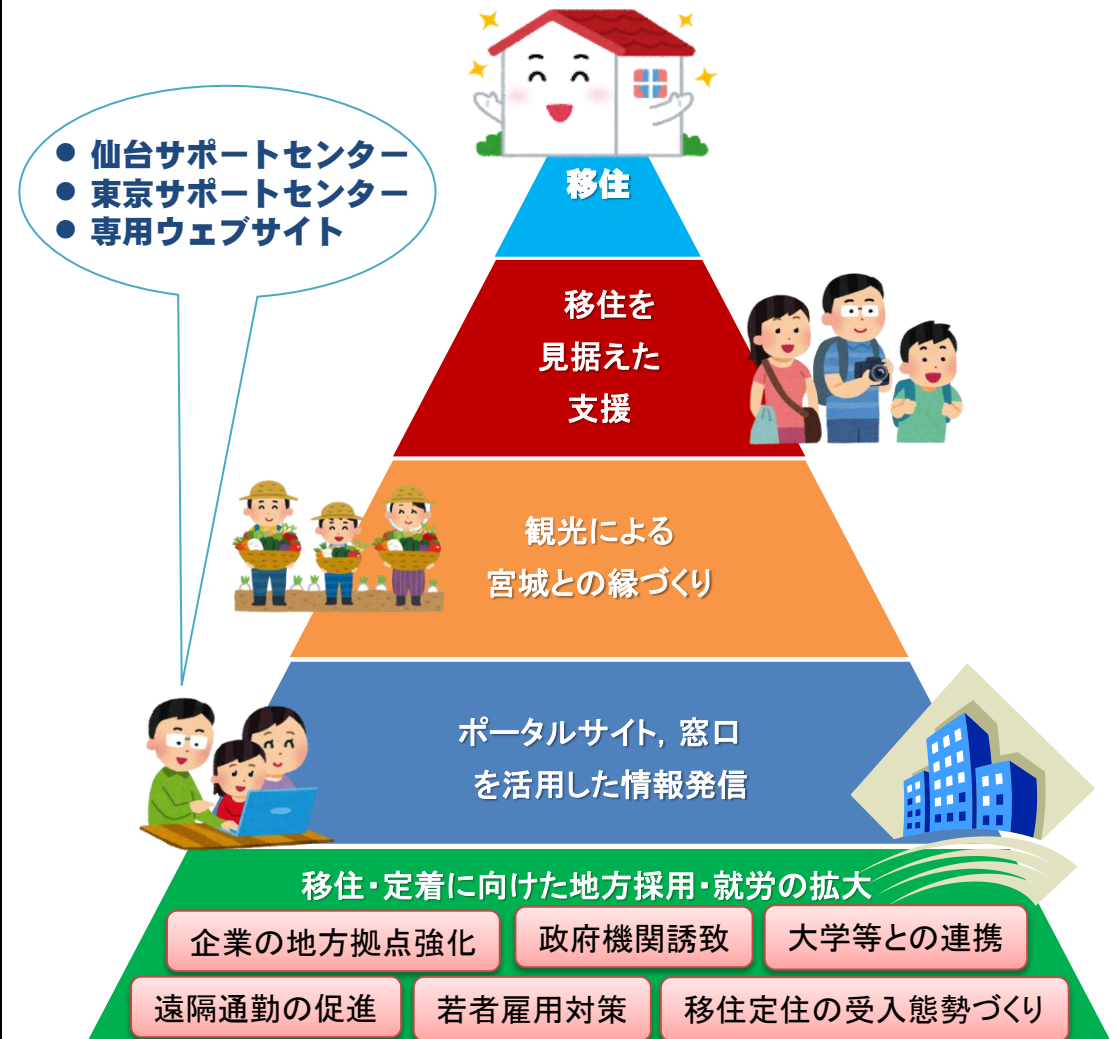 ● 仙台サポートセンター
● 東京サポートセンター
● 専用ウェブサイト
移住
移住を
見据えた
支援
観光による
宮城との縁づくり
ポータルサイト，窓口
を活用した情報発信
移住・定着に向けた地方採用・就労の拡大
企業の地方拠点強化
政府機関誘致
大学等との連携
遠隔通勤の促進
若者雇用対策
移住定住の受入態勢づくり